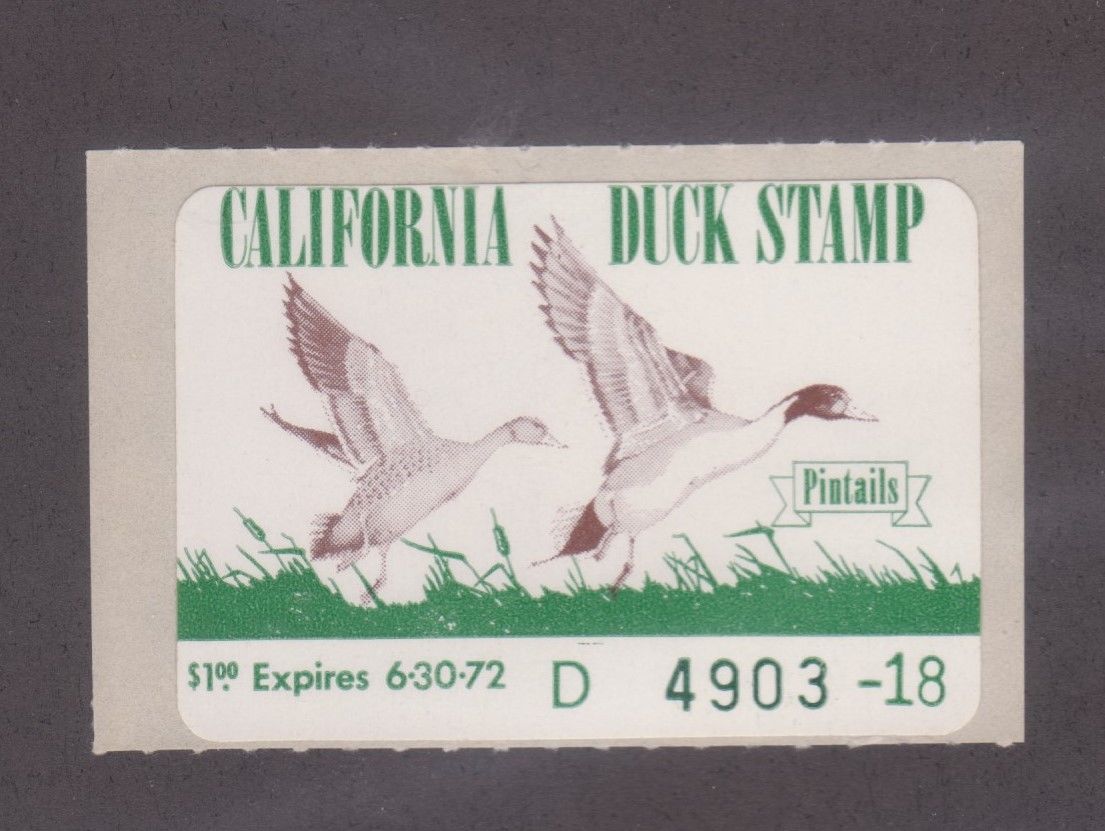 CALIFORNIA DUCK STAMP
Pintails
$1.00 Expires 6-30-72 D 4903 -18